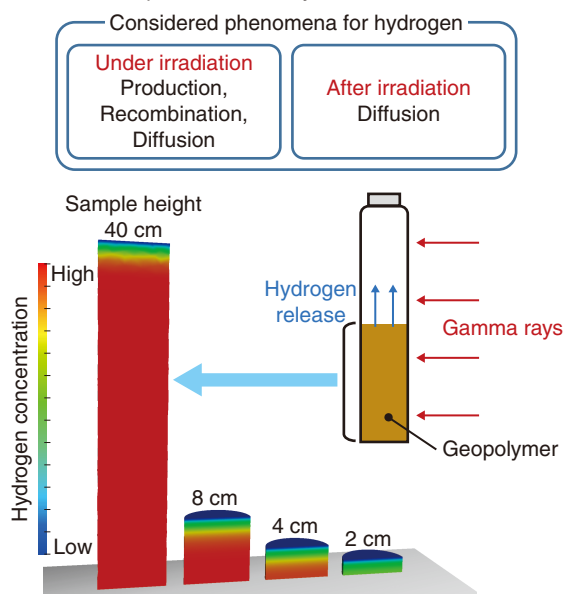 Considered phenomena for hydrogen
Under irradiation
Production,
Recombination,
Diffusion
After irradiation
Diffusion
Sample height
40 cm
High
Hydrogen concentration
Low
Hydrogen
release
Gamma rays
Geopolymer
8 cm
4 cm
2 cm